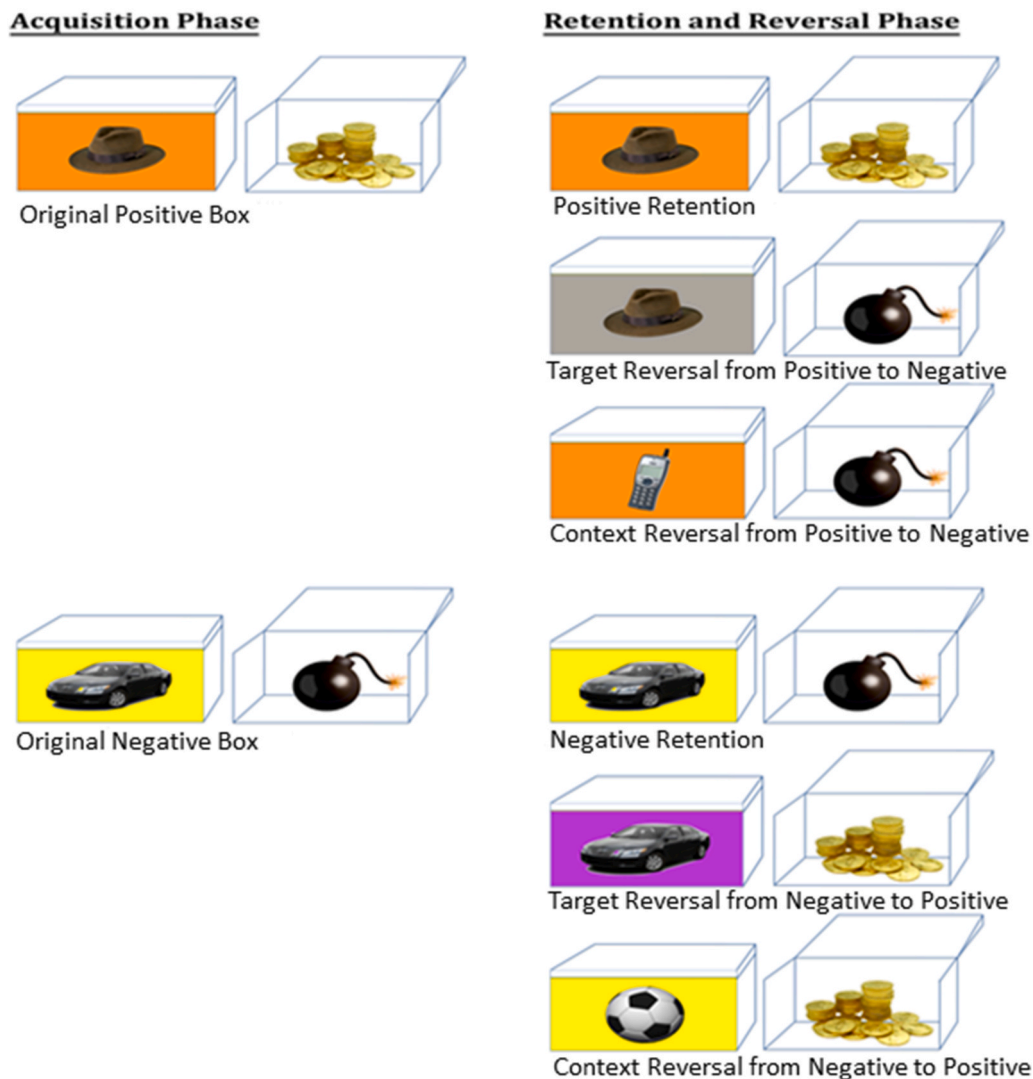 Acquisition Phase
Retention and Reversal Phase
Original Positive Box
Positive Retention
Target Reversal from Positive to Negative
Context Reversal from Positive to Negative
Original Negative Box
Negative Retention
Target Reversal from Negative to Positive
Context Reversal from Negative to Positive